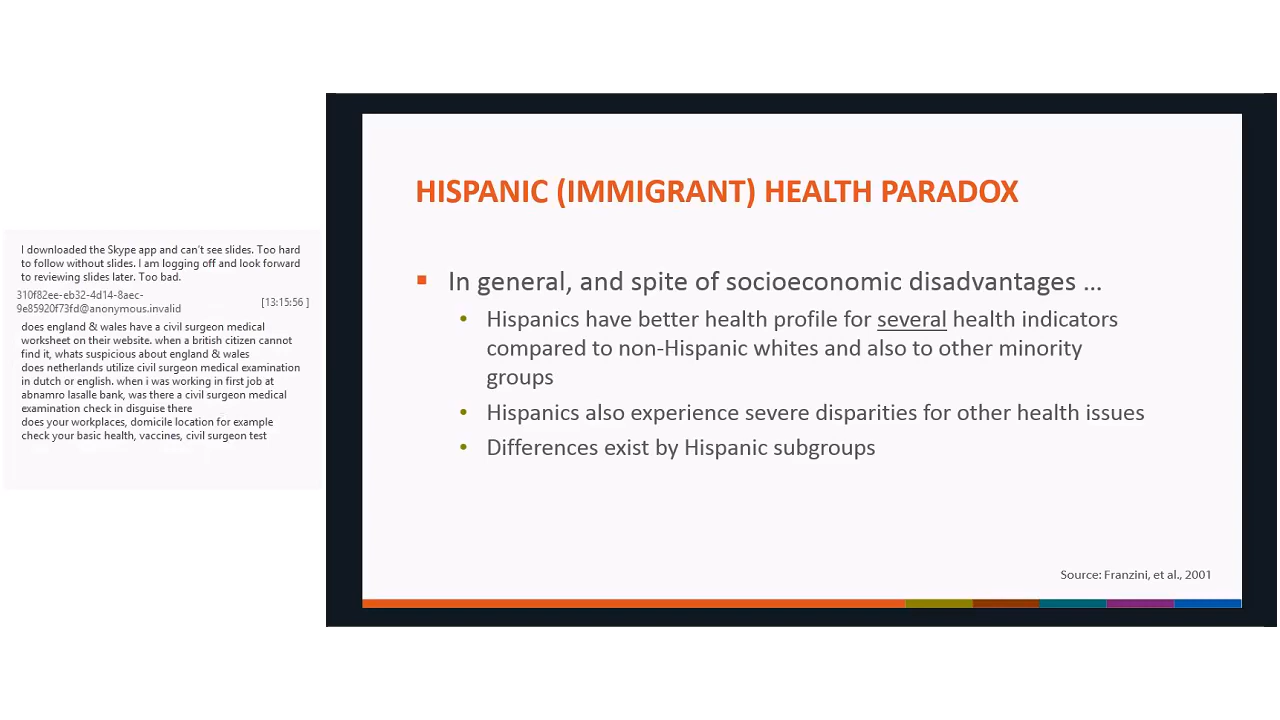 I downloaded the Skype app and can't see slides. Too hard
to follow without slides. I am logging off and look forward
to reviewing slides later. Too bad.
310f82ee-eb32-4d14-8aec-
9e85920f73fd@anonymous.invalid
[13:15:56 ]
does england & wales have a civil surgeon medical
worksheet on their website. when a british citizen cannot
find it, whats suspicious about england & wales
does netherlands utilize civil surgeon medical examination
in dutch or english. when i was working in first job at
abnamro lasalle bank, was there a civil surgeon medical
examination check in disguise there
does your workplaces, domicile location for example
check your basic health, vaccines, civil surgeon test
HISPANIC (IMMIGRANT) HEALTH PARADOX
In general, and spite of socioeconomic disadvantages ...
• Hispanics have better health profile for several health indicators
compared to non-Hispanic whites and also to other minority
groups
• Hispanics also experience severe disparities for other health issues
• Differences exist by Hispanic subgroups
Source: Franzini, et al., 2001